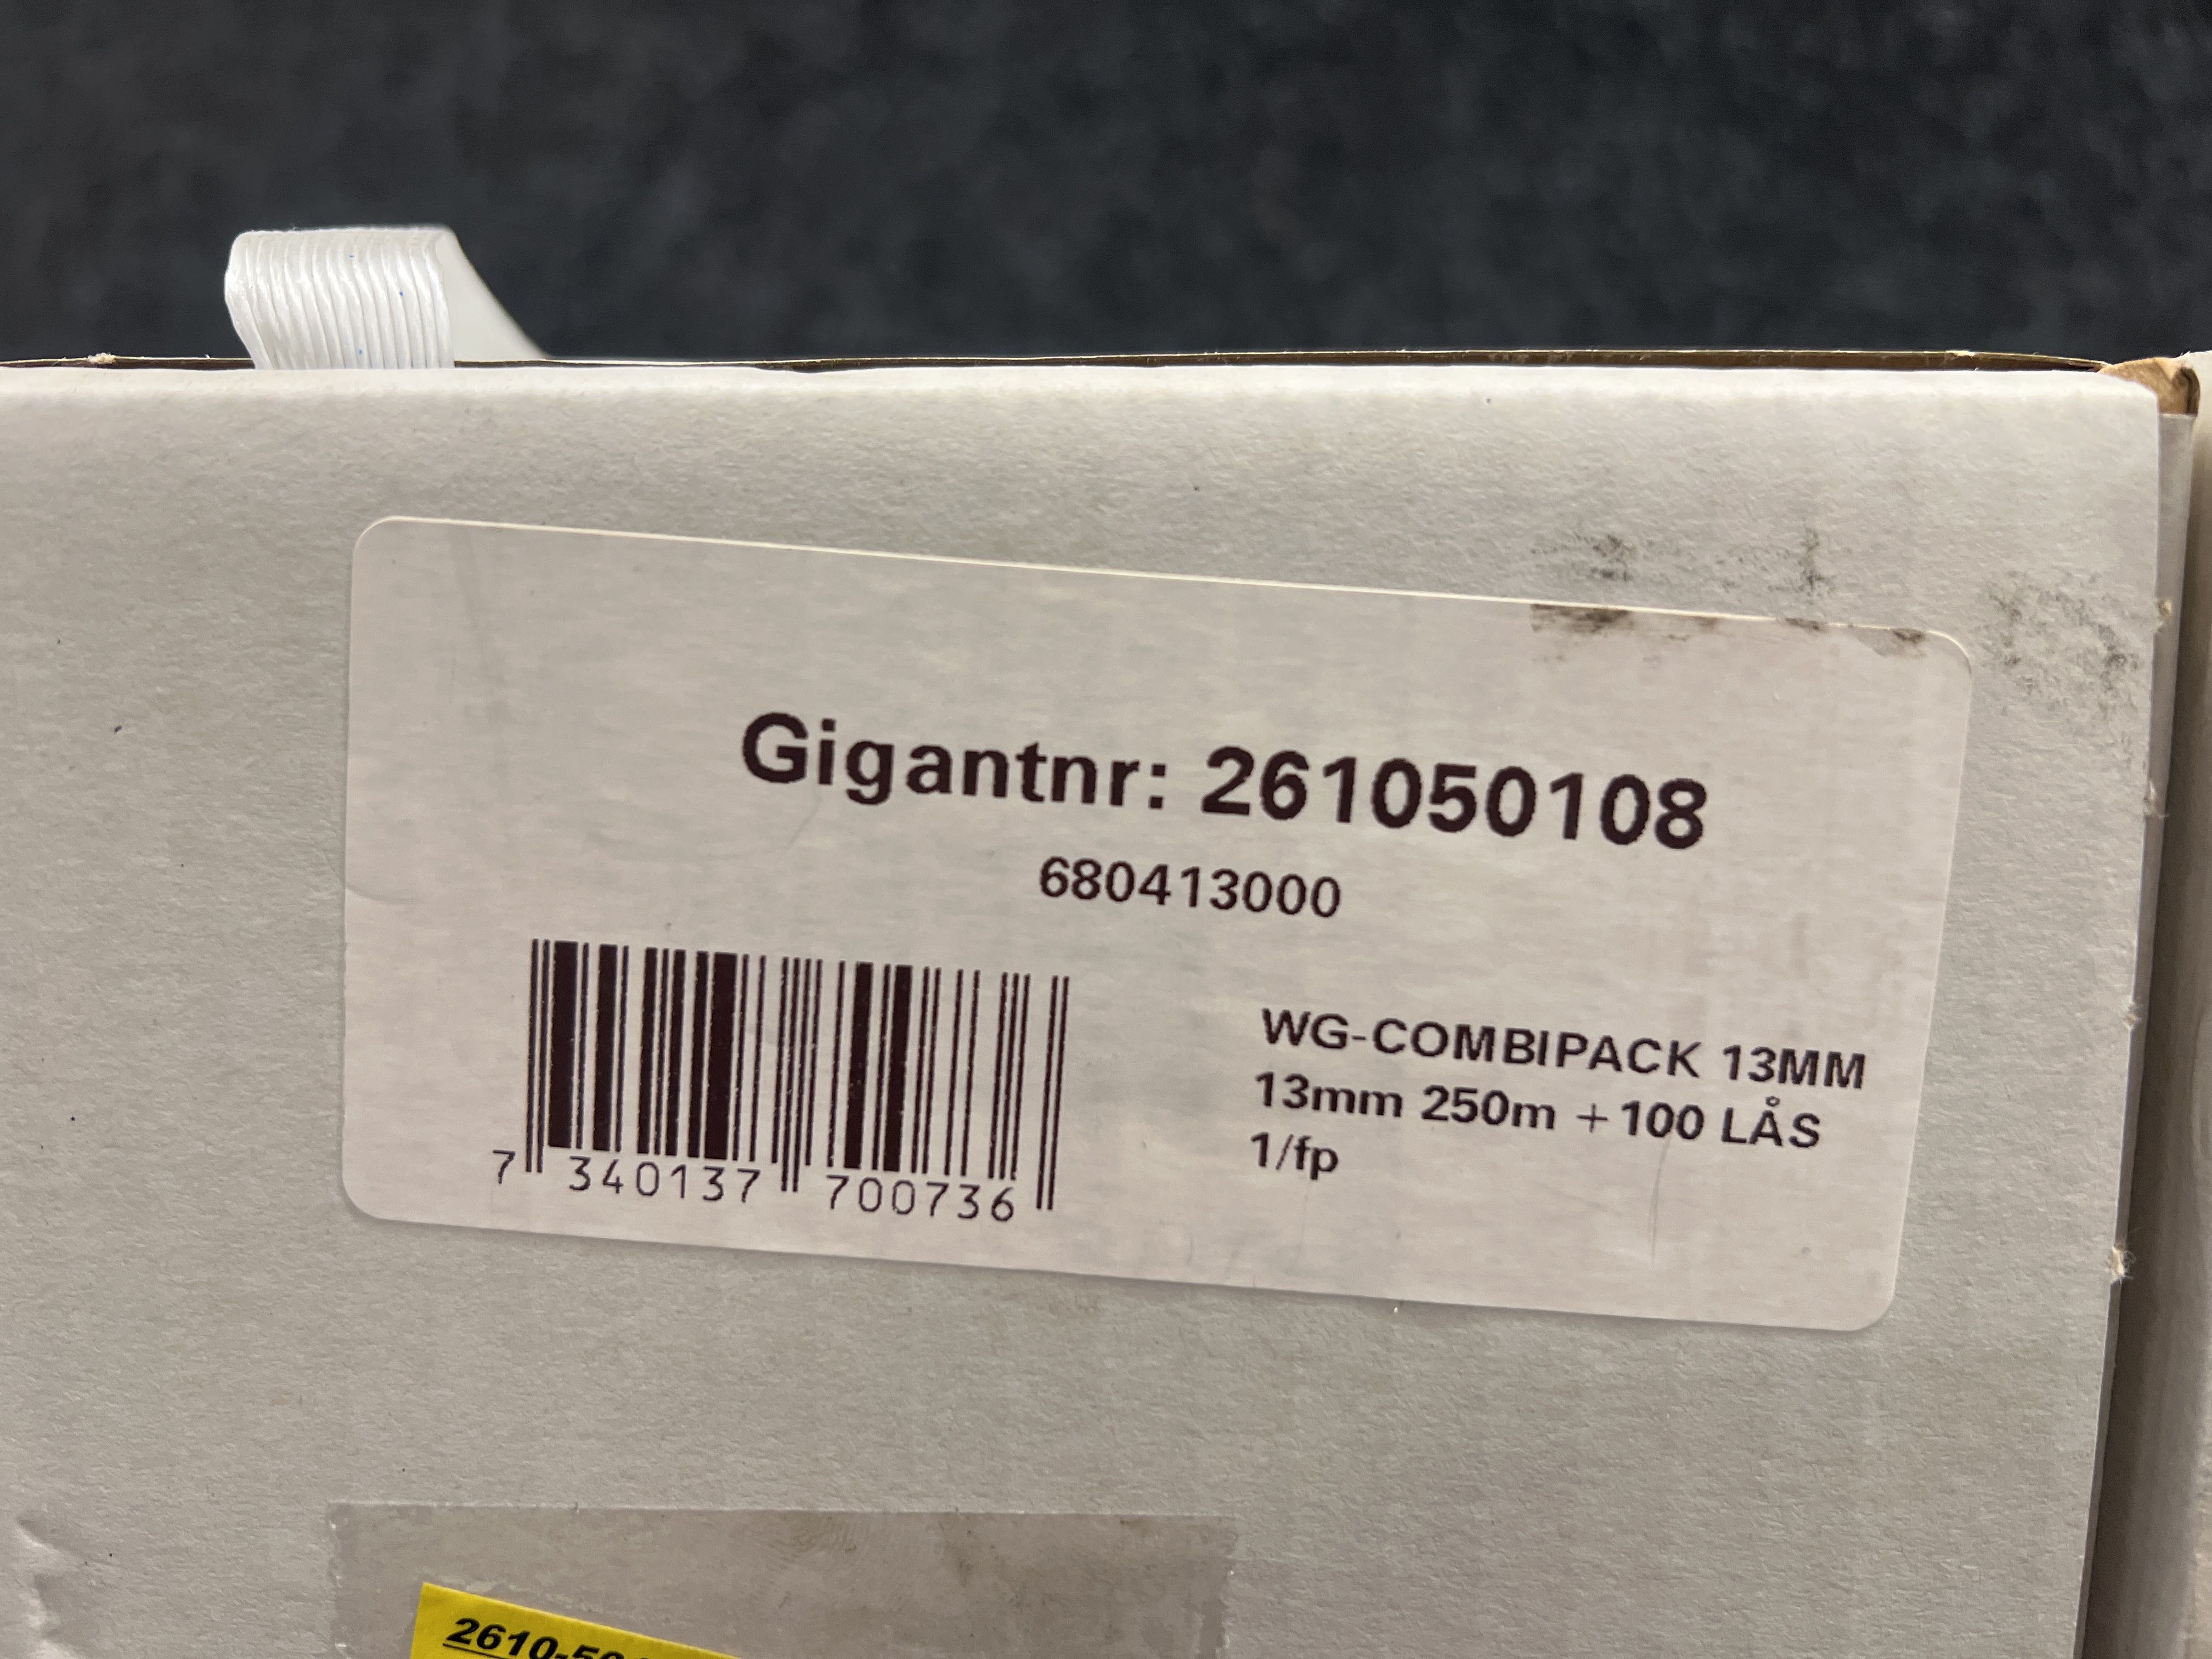 Gigantnr: 261050108
680413000
WG-COMBIPACK 13MM
13mm 250m +100 LÅS
1/fp
7 340137 700736